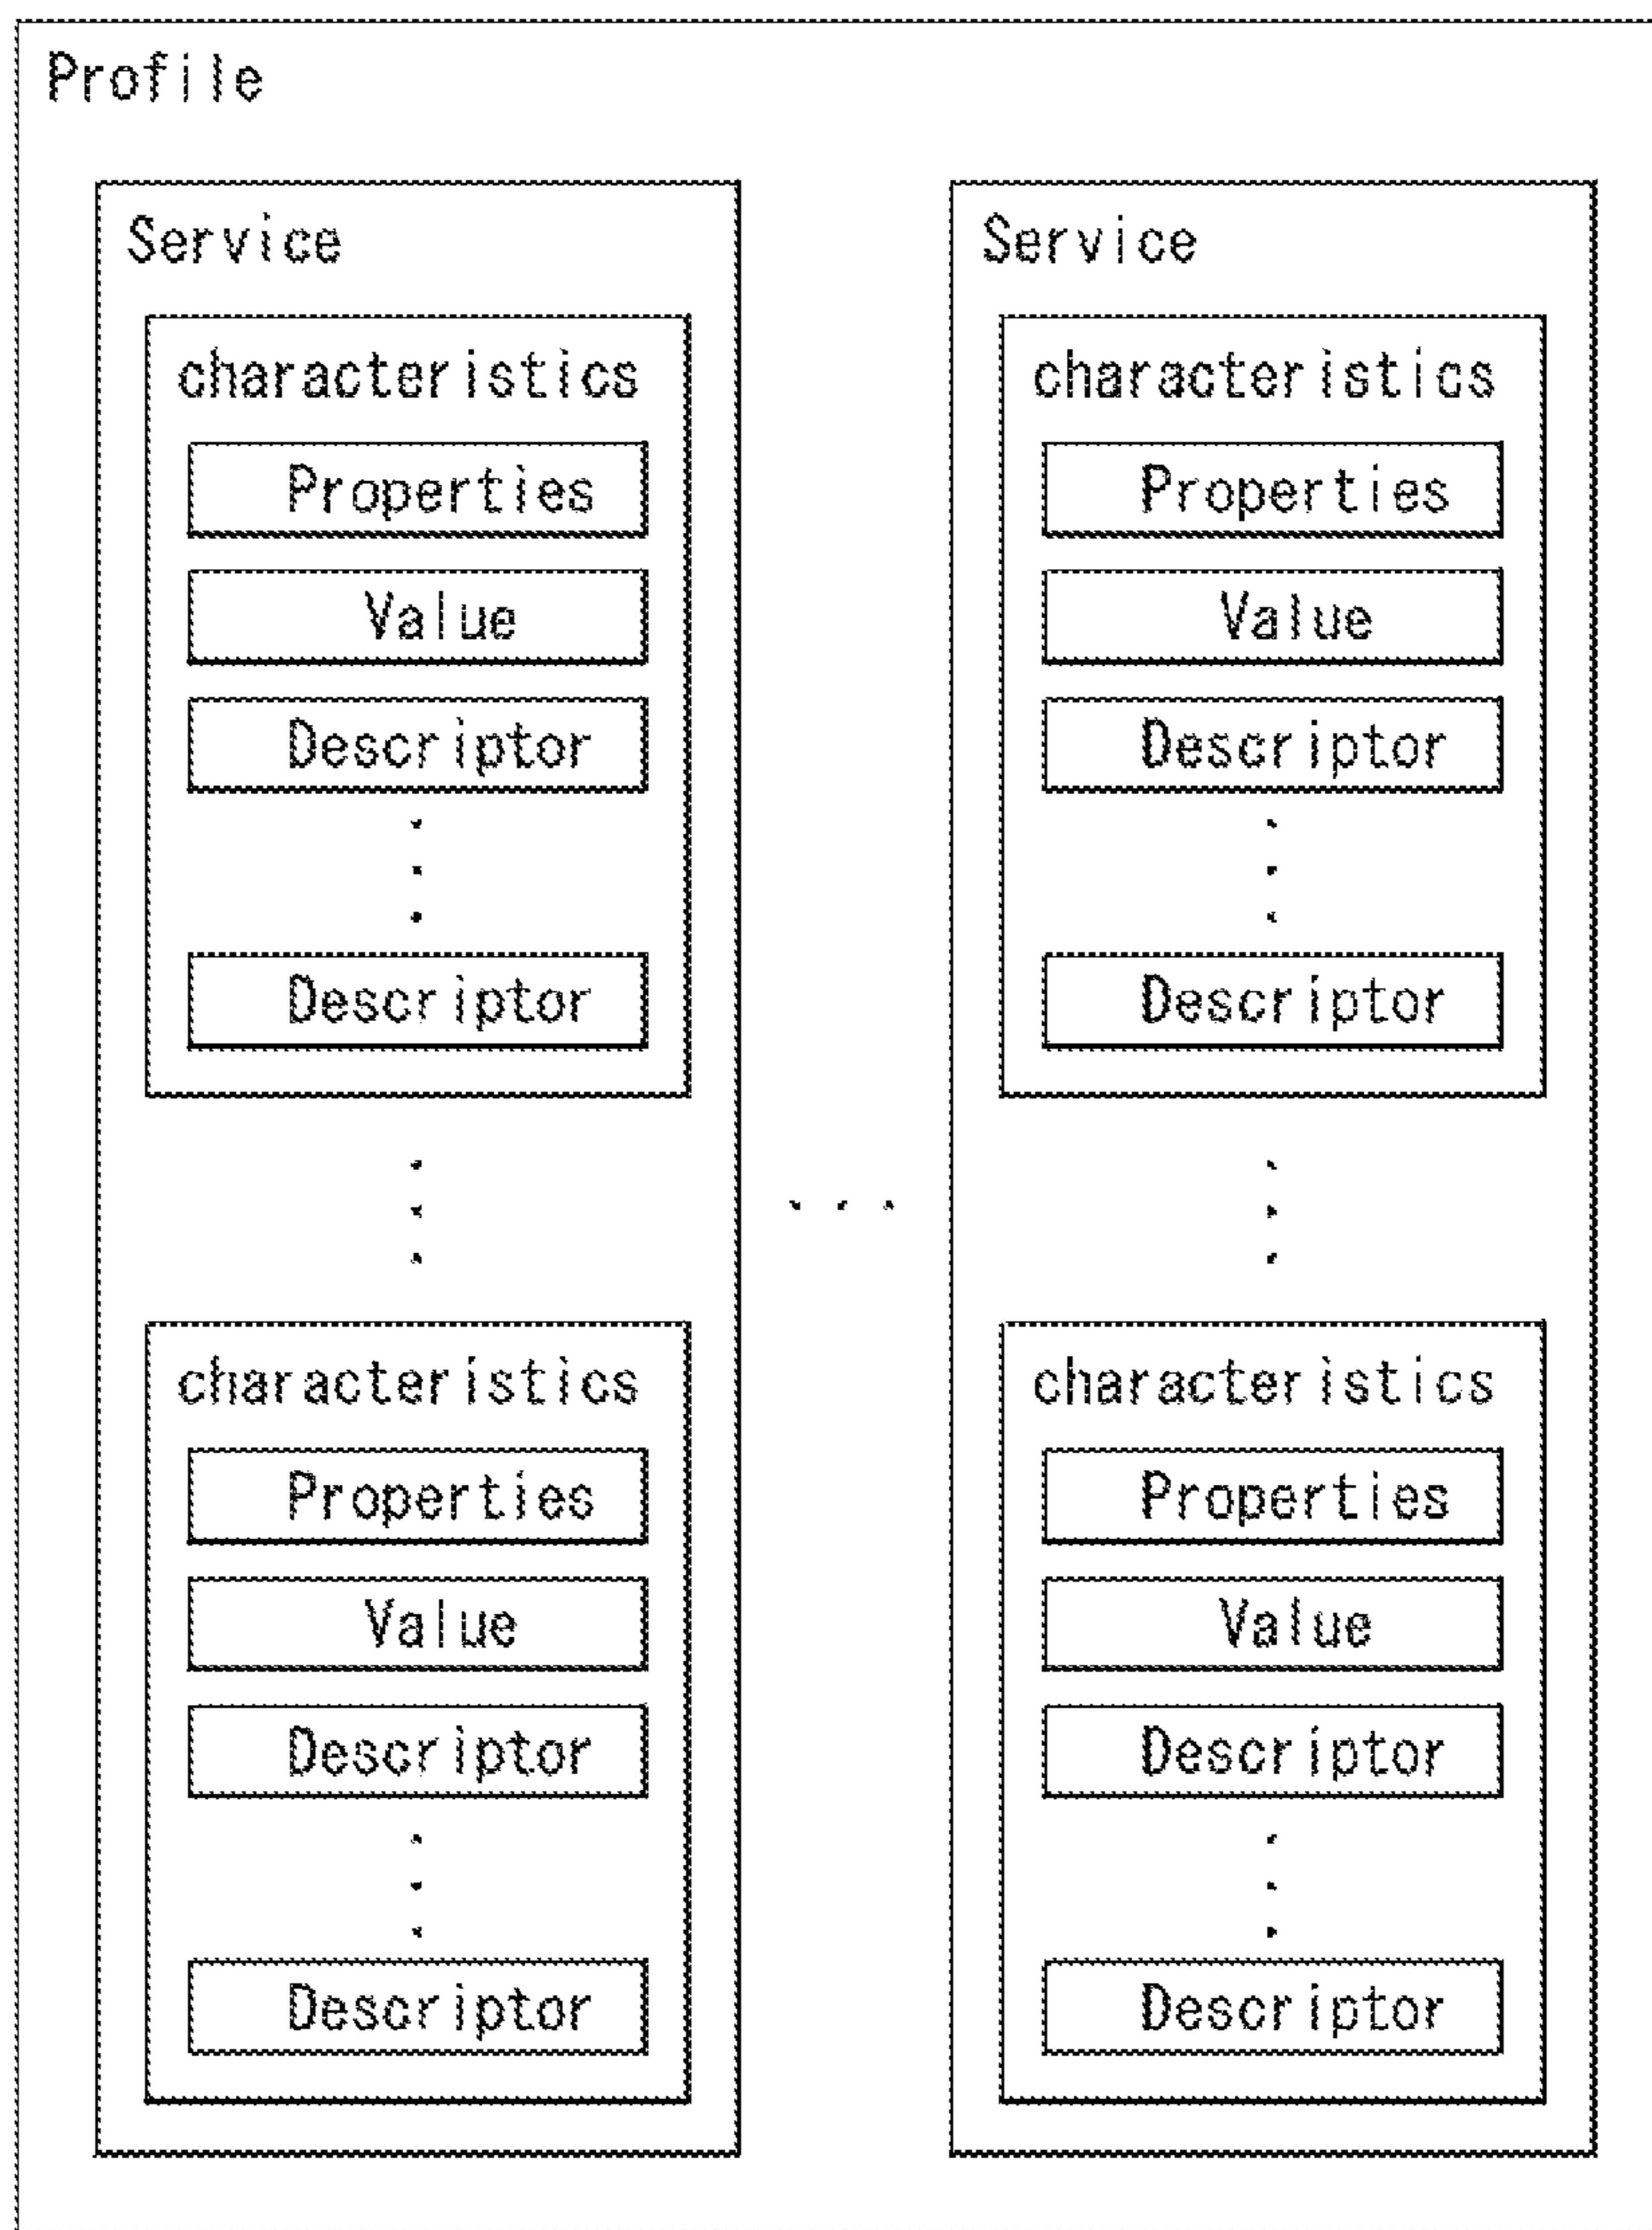 Profile
Service
characteristics
Properties
Value
Descriptor
Descriptor
characteristics
Properties
Value
Descriptor
Descriptor
Service
characteristics
Properties
Value
Descriptor
Descriptor
characteristics
Properties
Value
Descriptor
Descriptor